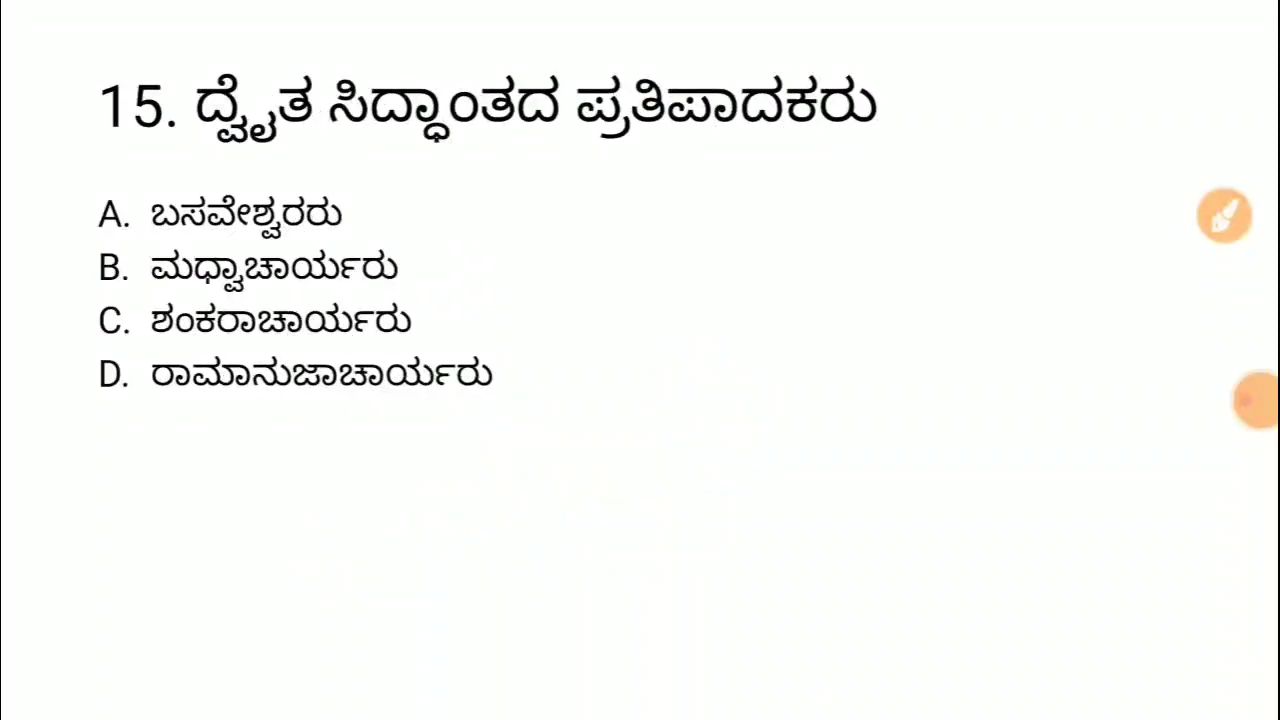 15. ದ್ವೈತ ಸಿದ್ಧಾಂತದ ಪ್ರತಿಪಾದಕರು
A. ಬಸವೇಶ್ವರರು
B. ಮಧ್ವಾಚಾರ್ಯರು
C. ಶಂಕರಾಚಾರ್ಯರು
D. ರಾಮಾನುಜಾಚಾರ್ಯರು